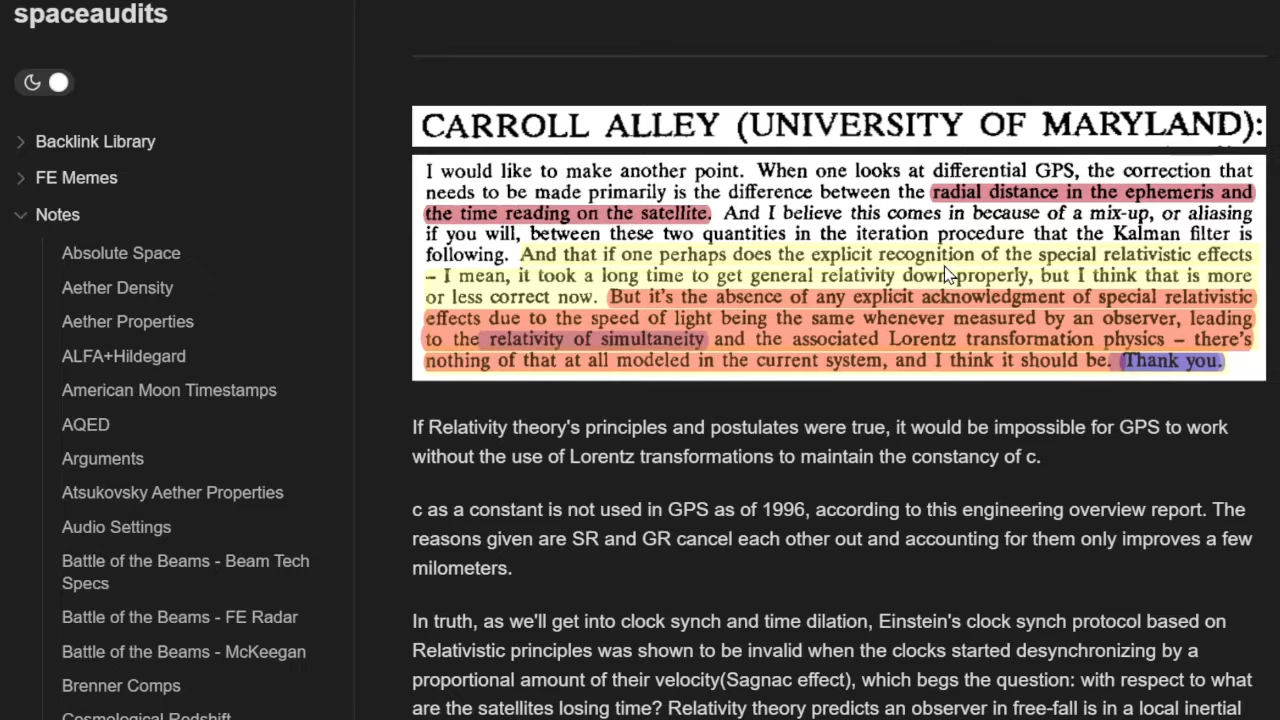 spaceaudits
Backlink Library
FE Memes
Notes
Absolute Space
Aether Density
Aether Properties
ALFA+Hildegard
American Moon Timestamps
AQED
Arguments
Atsukovsky Aether Properties
Audio Settings
Battle of the Beams - Beam Tech
Specs
Battle of the Beams - FE Radar
Battle of the Beams - McKeegan
Brenner Comps
Cosmological Redshift
CARROLL ALLEY (UNIVERSITY OF MARYLAND):
I would like to make another point. When one looks at differential GPS, the correction that
needs to be made primarily is the difference between the radial distance in the ephemeris and
the time reading on the satellite. And I believe this comes in because of a mix-up, or aliasing
if you will, between these two quantities in the iteration procedure that the Kalman filter is
following. And that if one perhaps does the explicit recognition of the special relativistic effects
– I mean, it took a long time to get general relativity down properly, but I think that is more
or less correct now. But it's the absence of any explicit acknowledgment of special relativistic
effects due to the speed of light being the same whenever measured by an observer, leading
to the relativity of simultaneity and the associated Lorentz transformation physics – there's
nothing of that at all modeled in the current system, and I think it should be. Thank you.
If Relativity theory's principles and postulates were true, it would be impossible for GPS to work
without the use of Lorentz transformations to maintain the constancy of c.
c as a constant is not used in GPS as of 1996, according to this engineering overview report. The
reasons given are SR and GR cancel each other out and accounting for them only improves a few
milometers.
In truth, as we'll get into clock synch and time dilation, Einstein's clock synch protocol based on
Relativistic principles was shown to be invalid when the clocks started desynchronizing by a
proportional amount of their velocity(Sagnac effect), which begs the question: with respect to what
are the satellites losing time? Relativity theory predicts an observer in free-fall is in a local inertial